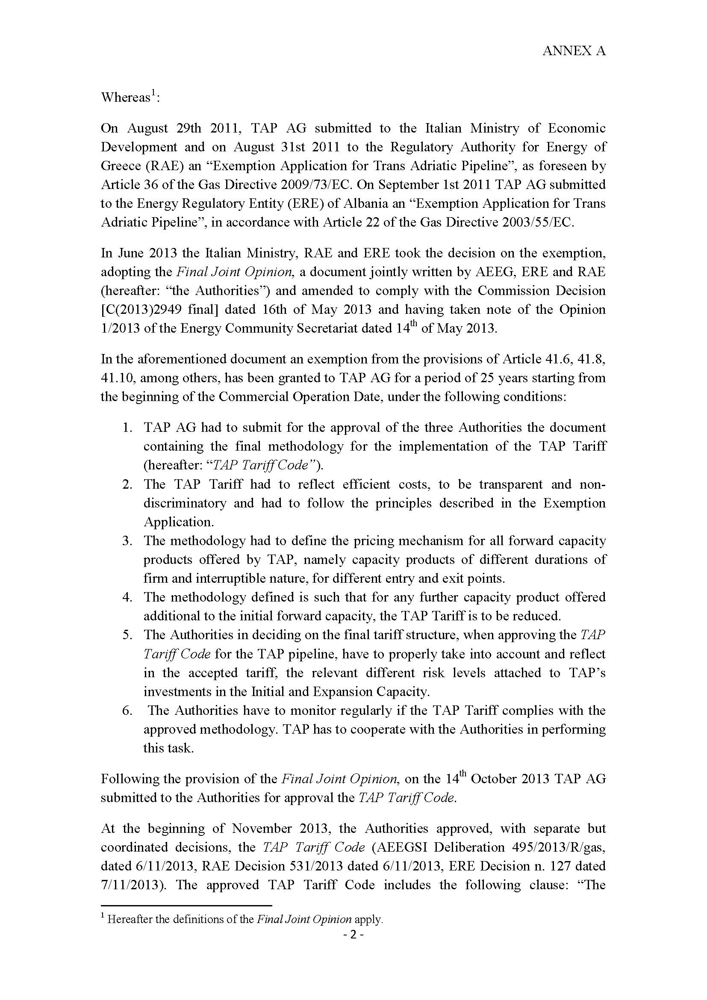 ANNEX A
Whereas¹:
On August 29th 2011, TAP AG submitted to the Italian Ministry of Economic
Development and on August 31st 2011 to the Regulatory Authority for Energy of
Greece (RAE) an “Exemption Application for Trans Adriatic Pipeline”, as foreseen by
Article 36 of the Gas Directive 2009/73/EC. On September 1st 2011 TAP AG submitted
to the Energy Regulatory Entity (ERE) of Albania an “Exemption Application for Trans
Adriatic Pipeline”, in accordance with Article 22 of the Gas Directive 2003/55/EC.
In June 2013 the Italian Ministry, RAE and ERE took the decision on the exemption,
adopting the Final Joint Opinion, a document jointly written by AEEG, ERE and RAE
(hereafter: “the Authorities”) and amended to comply with the Commission Decision
[C(2013)2949 final] dated 16th of May 2013 and having taken note of the Opinion
1/2013 of the Energy Community Secretariat dated 14th of May 2013.
In the aforementioned document an exemption from the provisions of Article 41.6, 41.8,
41.10, among others, has been granted to TAP AG for a period of 25 years starting from
the beginning of the Commercial Operation Date, under the following conditions:
1. TAP AG had to submit for the approval of the three Authorities the document
containing the final methodology for the implementation of the TAP Tariff
(hereafter: “TAP Tariff Code”).
2. The TAP Tariff had to reflect efficient costs, to be transparent and non-
discriminatory and had to follow the principles described in the Exemption
Application.
3. The methodology had to define the pricing mechanism for all forward capacity
products offered by TAP, namely capacity products of different durations of
firm and interruptible nature, for different entry and exit points.
4. The methodology defined is such that for any further capacity product offered
additional to the initial forward capacity, the TAP Tariff is to be reduced.
5. The Authorities in deciding on the final tariff structure, when approving the TAP
Tariff Code for the TAP pipeline, have to properly take into account and reflect
in the accepted tariff, the relevant different risk levels attached to TAP’s
investments in the Initial and Expansion Capacity.
6. The Authorities have to monitor regularly if the TAP Tariff complies with the
approved methodology. TAP has to cooperate with the Authorities in performing
this task.
Following the provision of the Final Joint Opinion, on the 14th October 2013 TAP AG
submitted to the Authorities for approval the TAP Tariff Code.
At the beginning of November 2013, the Authorities approved, with separate but
coordinated decisions, the TAP Tariff Code (AEEGSI Deliberation 495/2013/R/gas,
dated 6/11/2013, RAE Decision 531/2013 dated 6/11/2013, ERE Decision n. 127 dated
7/11/2013). The approved TAP Tariff Code includes the following clause: “The
¹ Hereafter the definitions of the Final Joint Opinion apply.
- 2 -